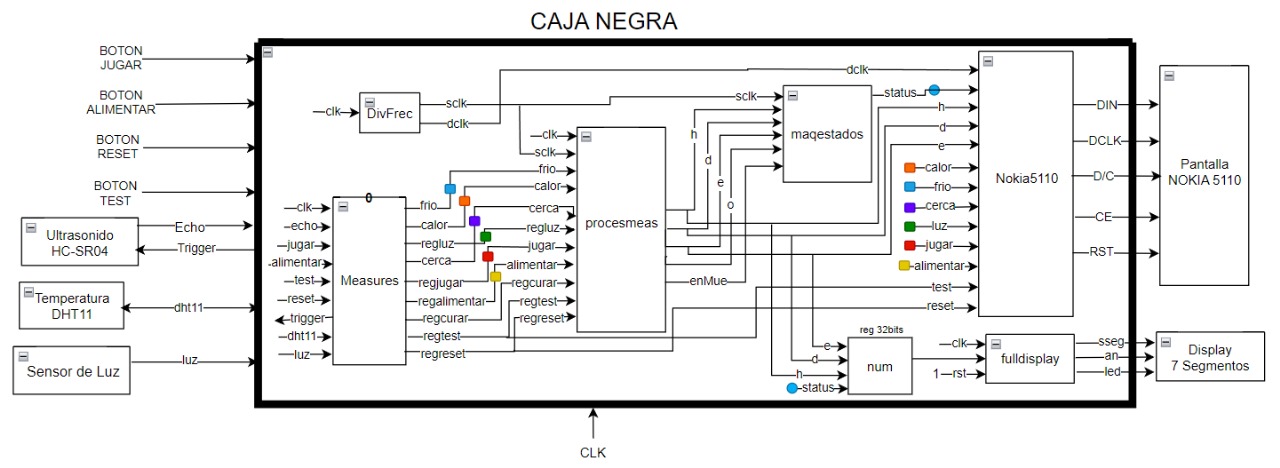 CAJA NEGRA
BOTON
JUGAR
BOTON
ALIMENTAR
BOTON
RESET
BOTON
TEST
Ultrasonido
HC-SR04
Echo
Trigger
Temperatura
DHT11
dht11
Sensor de Luz
luz
clk
DivFrec
sclk
dclk
clk
echo
jugar
alimentar
test
reset
trigger
dht11
luz
0
Measures
frio
calor
regluz
cerca
regjugar
regalimentar
regcurar
regtest
regreset
clk
sclk
frio
calor
cerca
regluz
jugar
alimentar
regcurar
regtest
regreset
procesmeas
h
d
e
o
enMue
sclk
maqestados
status
dclk
h
d
e
calor
frio
cerca
luz
jugar
alimentar
test
reset
Nokia5110
DIN
DCLK
D/C
CE
RST
Pantalla
NOKIA 5110
reg 32bits
e
d
h
status
num
clk
1
rst
fulldisplay
sseg
an
led
Display
7 Segmentos
CLK